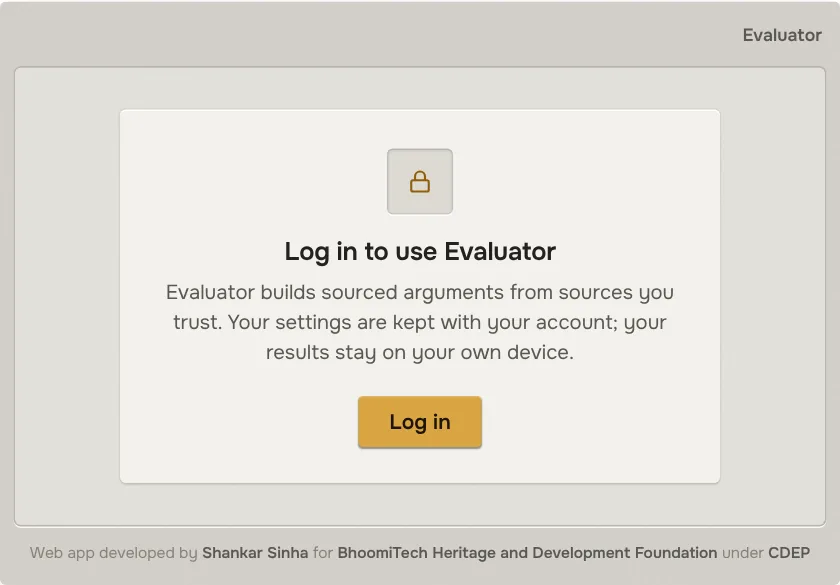 Evaluator
Log in to use Evaluator
Evaluator builds sourced arguments from sources you
trust. Your settings are kept with your account; your
results stay on your own device.
Log in
Web app developed by Shankar Sinha for BhoomiTech Heritage and Development Foundation under CDEP